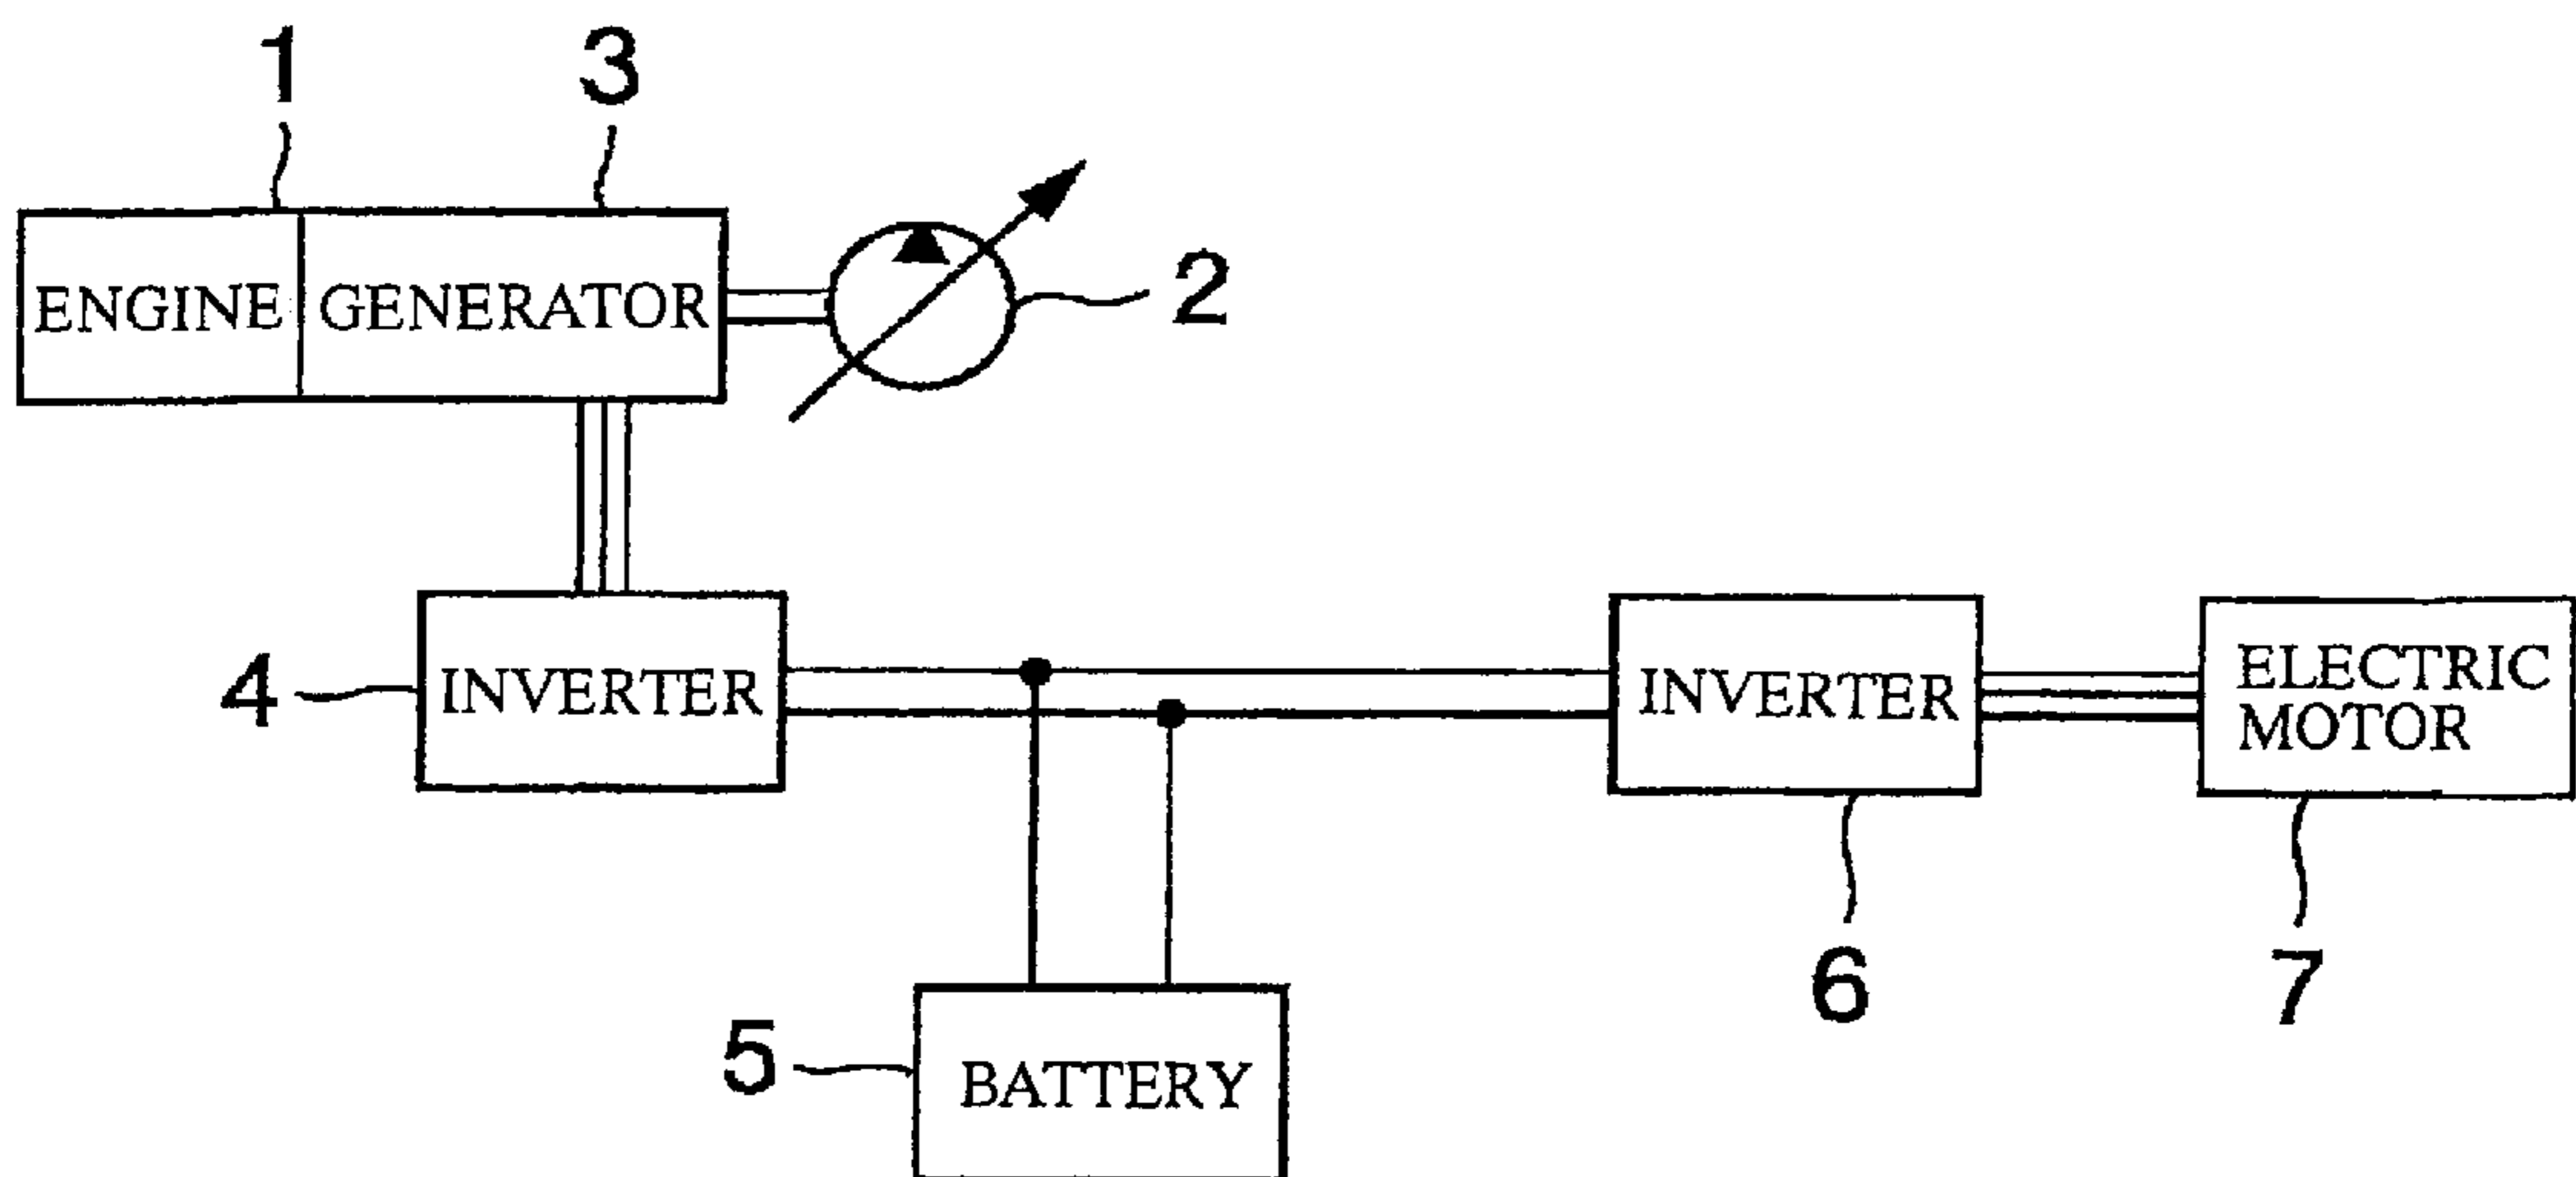 1
3
ENGINE
GENERATOR
2
4
INVERTER
INVERTER
ELECTRIC
MOTOR
5
BATTERY
6
7